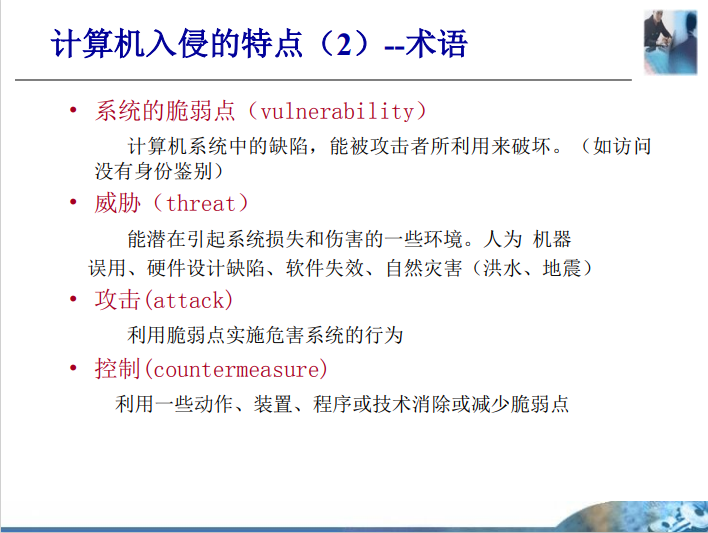 计算机入侵的特点（2）--术语
• 系统的脆弱点（vulnerability）
计算机系统中的缺陷，能被攻击者所利用来破坏。（如访问
没有身份鉴别）
• 威胁（threat）
能潜在引起系统损失和伤害的一些环境。人为 机器
误用、硬件设计缺陷、软件失效、自然灾害（洪水、地震）
• 攻击(attack)
利用脆弱点实施危害系统的行为
• 控制(countermeasure)
利用一些动作、装置、程序或技术消除或减少脆弱点